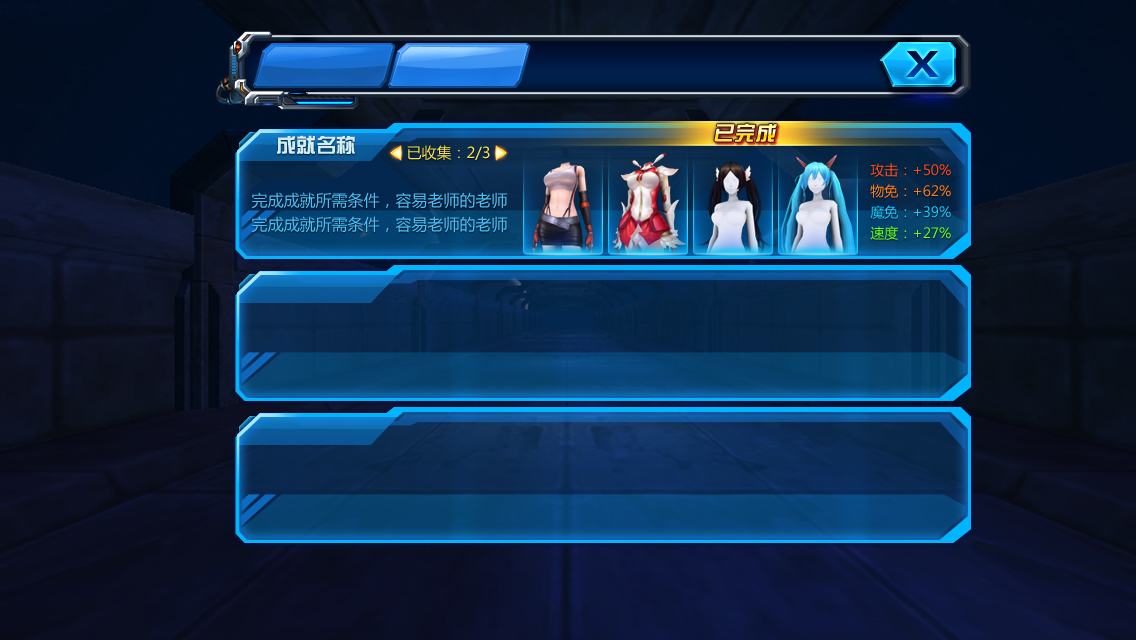 已完成
成就名称
已收集：2/3
完成成就所需条件，容易老师的老师
完成成就所需条件，容易老师的老师
攻击：+50%
物免：+62%
魔免：+39%
速度：+27%